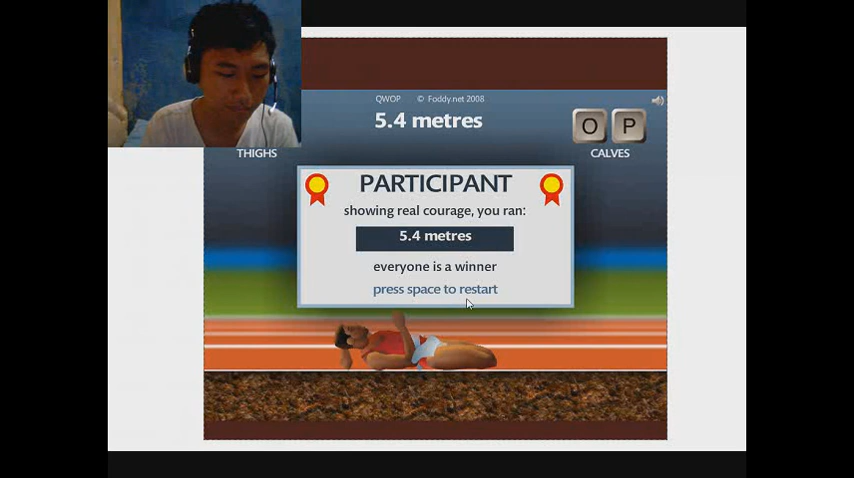 QWOP © Foddy.net 2008
5.4 metres
O P
THIGHS CALVES
PARTICIPANT
showing real courage, you ran:
5.4 metres
everyone is a winner
press space to restart